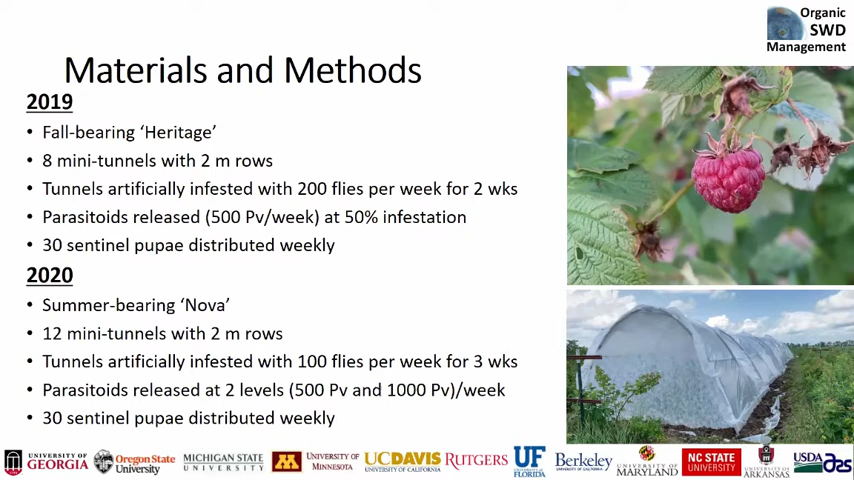 Organic
SWD
Management
Materials and Methods
2019
• Fall-bearing ‘Heritage’
• 8 mini-tunnels with 2 m rows
• Tunnels artificially infested with 200 flies per week for 2 wks
• Parasitoids released (500 Pv/week) at 50% infestation
• 30 sentinel pupae distributed weekly
2020
• Summer-bearing ‘Nova’
• 12 mini-tunnels with 2 m rows
• Tunnels artificially infested with 100 flies per week for 3 wks
• Parasitoids released at 2 levels (500 Pv and 1000 Pv)/week
• 30 sentinel pupae distributed weekly
UNIVERSITY OF
GEORGIA
Oregon State
University
MICHIGAN STATE
UNIVERSITY
M
UNIVERSITY OF
MINNESOTA
UCDAVIS
UNIVERSITY OF CALIFORNIA
RUTGERS
UF
UNIVERSITY of
FLORIDA
Berkeley
UNIVERSITY OF CALIFORNIA
UNIVERSITY OF
MARYLAND
NC STATE
UNIVERSITY
UNIVERSITY OF
ARKANSAS
USDA